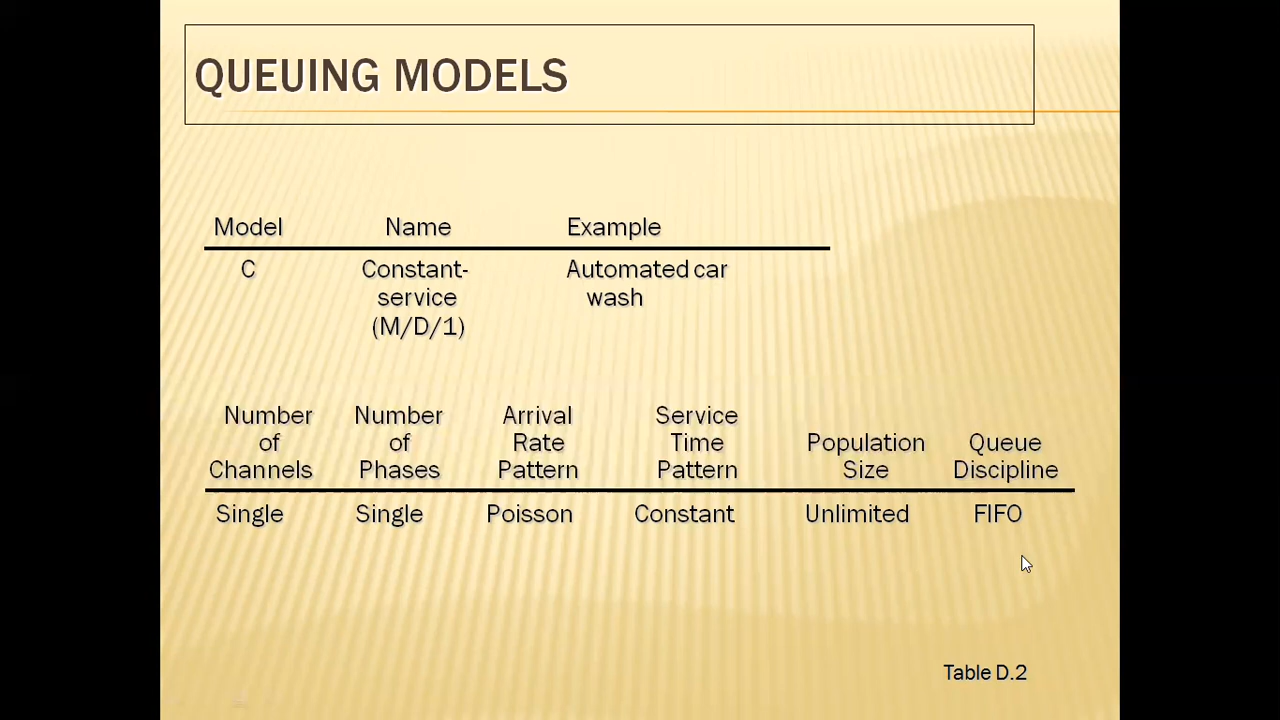 QUEUING MODELS
Model Name Example
C Constant- Automated car
service wash
(M/D/1)
Number Number Arrival Service
of of Rate Time Population Queue
Channels Phases Pattern Pattern Size Discipline
Single Single Poisson Constant Unlimited FIFO
Table D.2